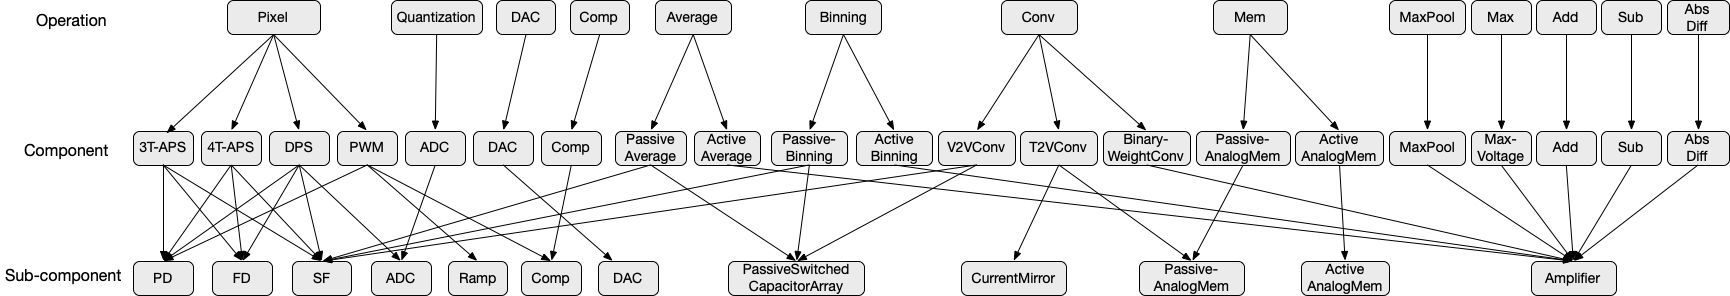 Operation
Pixel
Quantization
DAC
Comp
Average
Binning
Conv
Mem
MaxPool
Max
Add
Sub
Abs
Diff
Component
3T-APS
4T-APS
DPS
PWM
ADC
DAC
Comp
Passive
Average
Active
Average
Passive-
Binning
Active
Binning
V2VConv
T2VConv
Binary-
WeightConv
Passive-
AnalogMem
Active
AnalogMem
MaxPool
Max-
Voltage
Add
Sub
Abs
Diff
Sub-component
PD
FD
SF
ADC
Ramp
Comp
DAC
PassiveSwitched
CapacitorArray
CurrentMirror
Passive-
AnalogMem
Active
AnalogMem
Amplifier